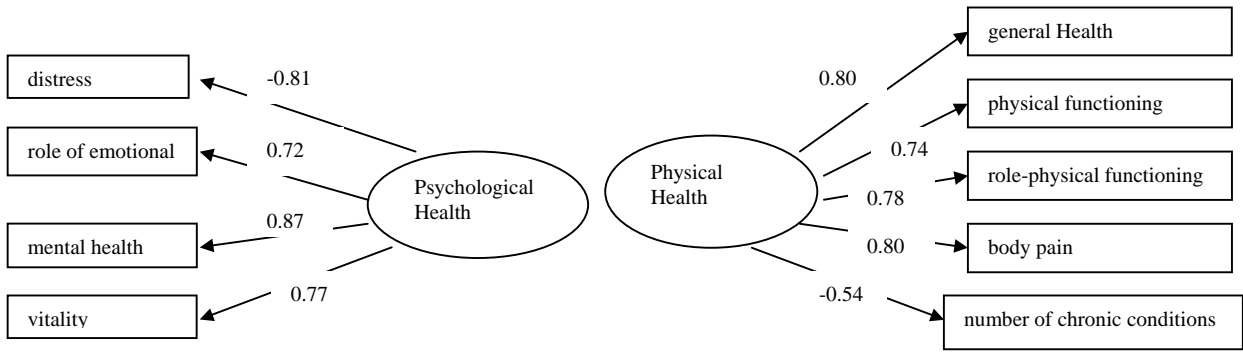 general Health
distress
-0.81
0.80
physical functioning
role of emotional
0.72
0.74
Psychological
Health
Physical
Health
role-physical functioning
0.78
mental health
0.87
0.80
body pain
vitality
0.77
-0.54
number of chronic conditions